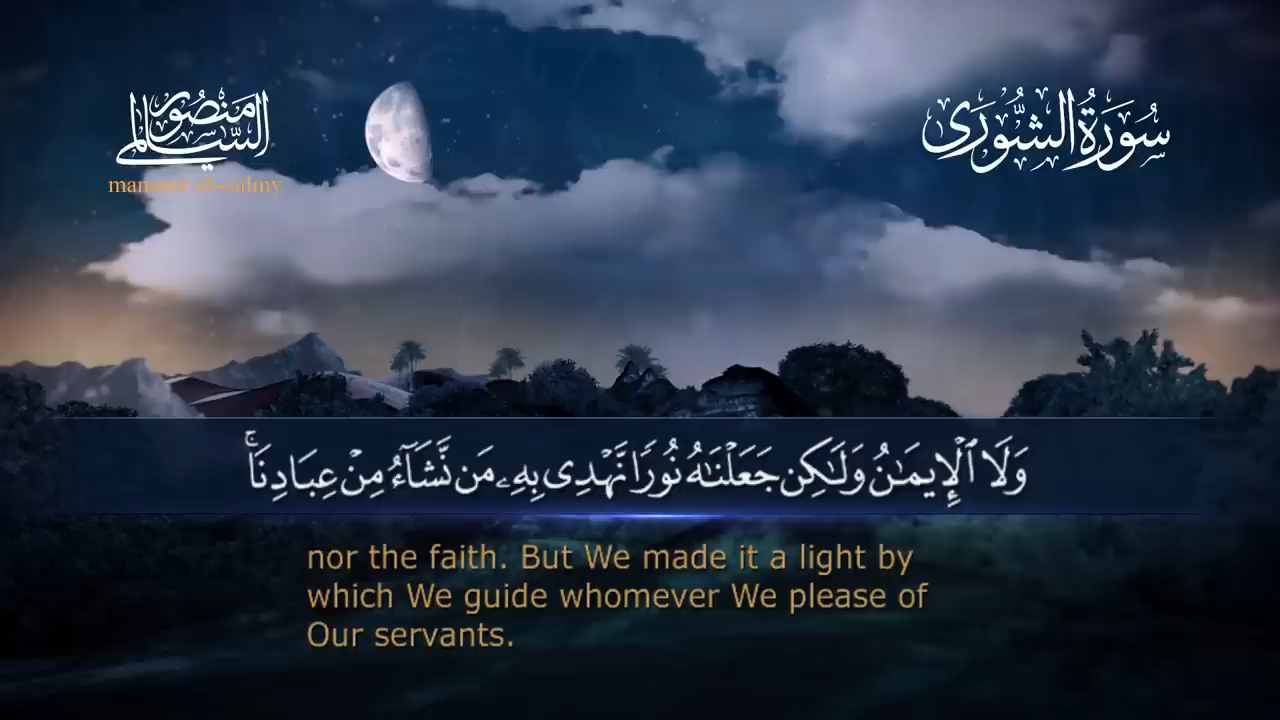 منصور السالمي
mansour al-salmy
سُورَةُ الشُّورَىٰ
وَلَا ٱلْإِيمَـٰنُ وَلَـٰكِن جَعَلْنَـٰهُ نُورًا نَّهْدِى بِهِۦ مَن نَّشَآءُ مِنْ عِبَادِنَا ۚ
nor the faith. But We made it a light by
which We guide whomever We please of
Our servants.